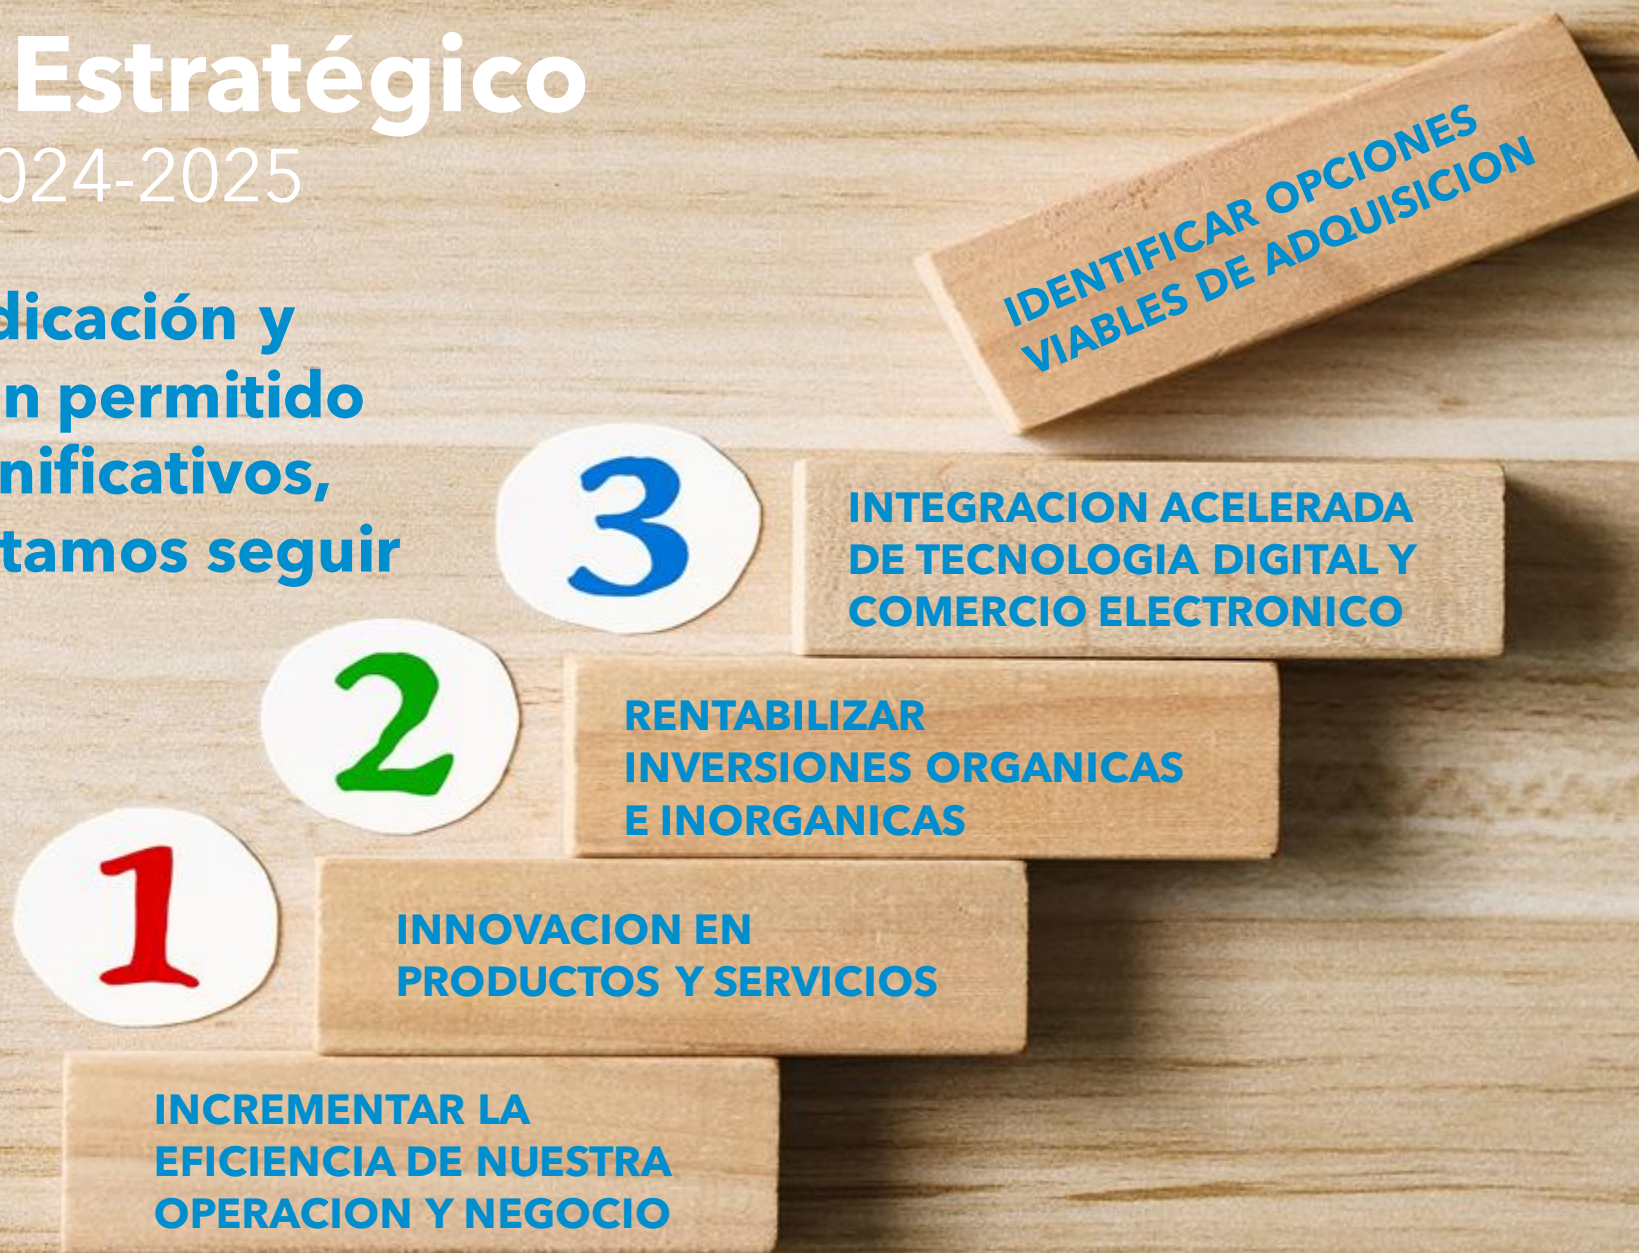 Estratégico
024-2025
dicación y
n permitido
nificativos,
tamos seguir
IDENTIFICAR OPCIONES
VIABLES DE ADQUISICION
3
INTEGRACION ACELERADA
DE TECNOLOGIA DIGITAL Y
COMERCIO ELECTRONICO
2
RENTABILIZAR
INVERSIONES ORGANICAS
E INORGANICAS
1
INNOVACION EN
PRODUCTOS Y SERVICIOS
INCREMENTAR LA
EFICIENCIA DE NUESTRA
OPERACION Y NEGOCIO